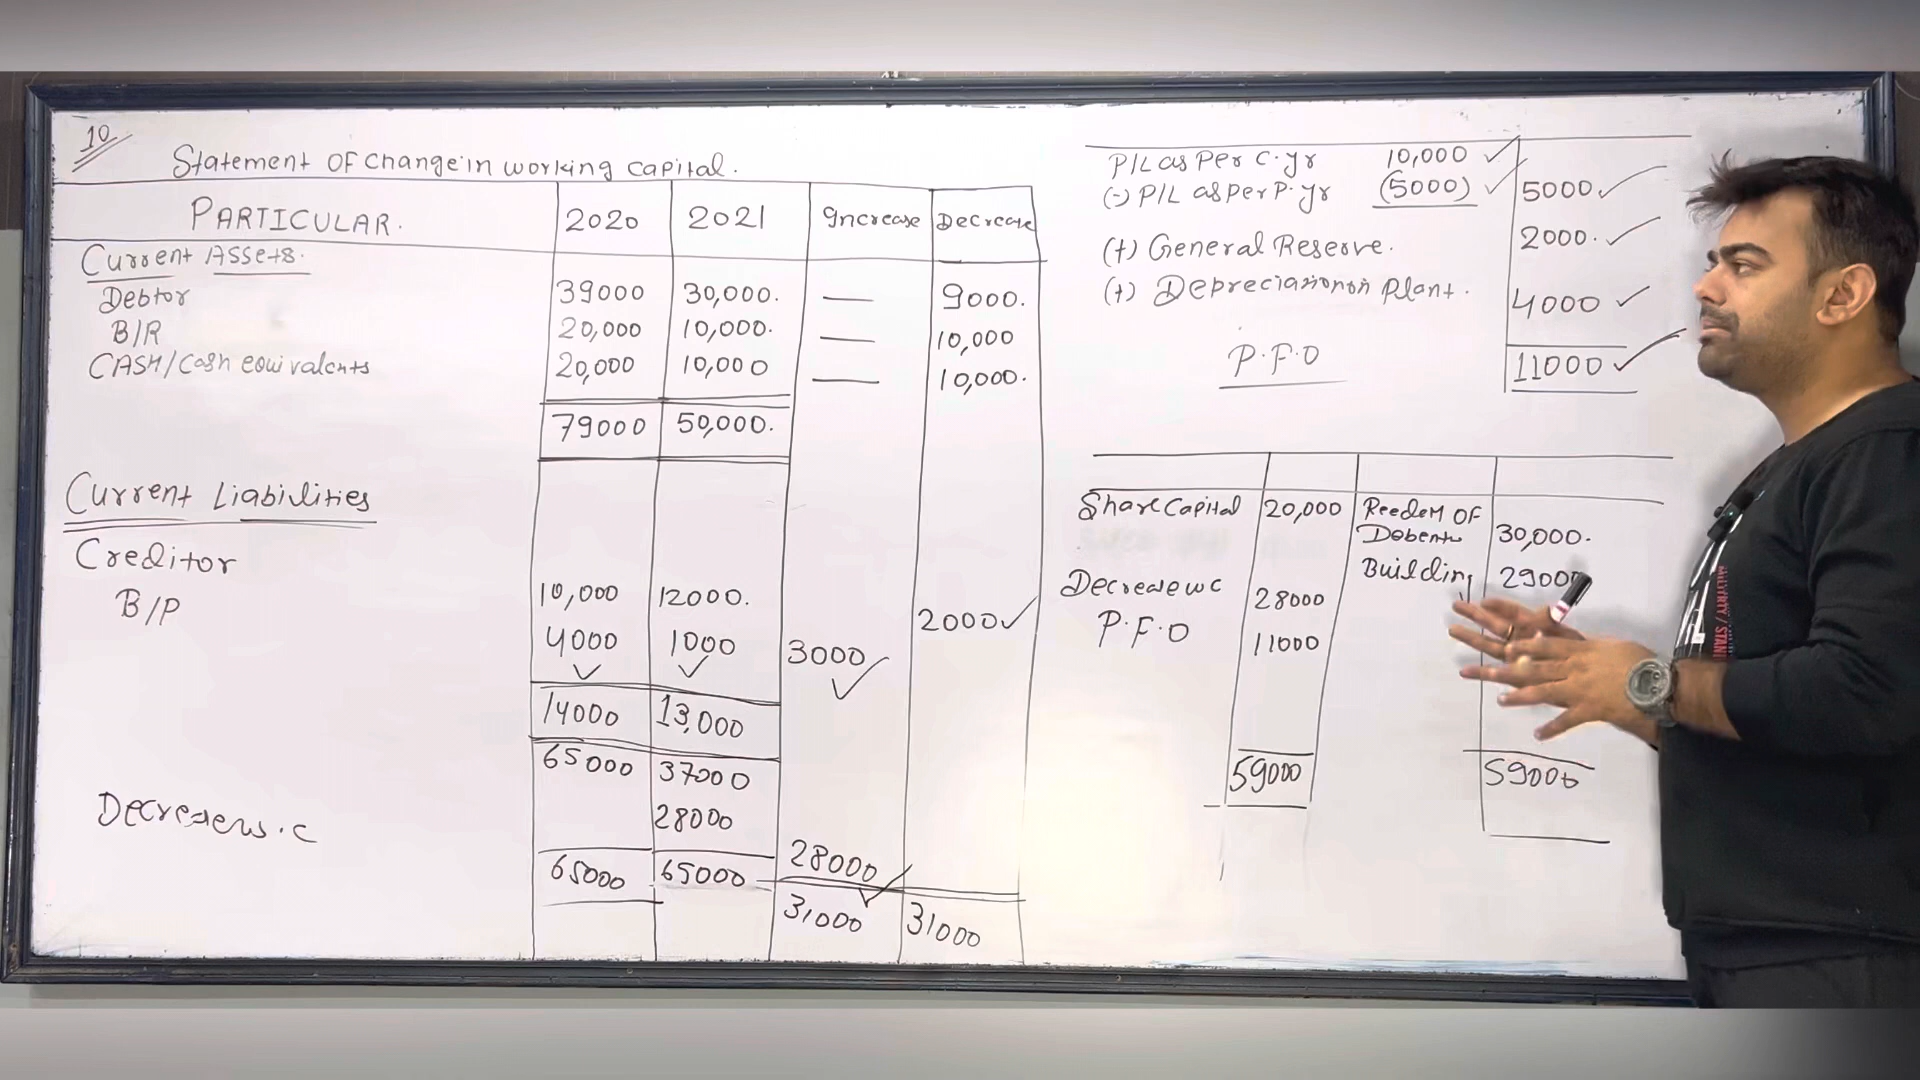 10
Statement OF change in working capital.
PARTICULAR. 2020 2021 Increase Decrease
Current Assets.
Debtor 39000 30,000. — 9000.
B/R 20,000 10,000. — 10,000
CASH/Cash equivalents 20,000 10,000 — 10,000.
79000 50,000.
Current Liabilities
Creditor 10,000 12000. 2000 ✓
B/P 4000 1000 3000 ✓
14000 13,000
65000 37000
Decrease w.c 28000 28000
65000 65000
31000 31000
P/L as per C.yr 10,000 ✓
(-) P/L as per P.yr (5000) ✓ 5000 ✓
(+) General Reserve. 2000. ✓
(+) Depreciation on Plant. 4000 ✓
P.F.O 11000 ✓
Share Capital 20,000 Reedem OF
Debent 30,000.
Building 2900
Decrease wc 28000
P.F.O 11000
59000 59000